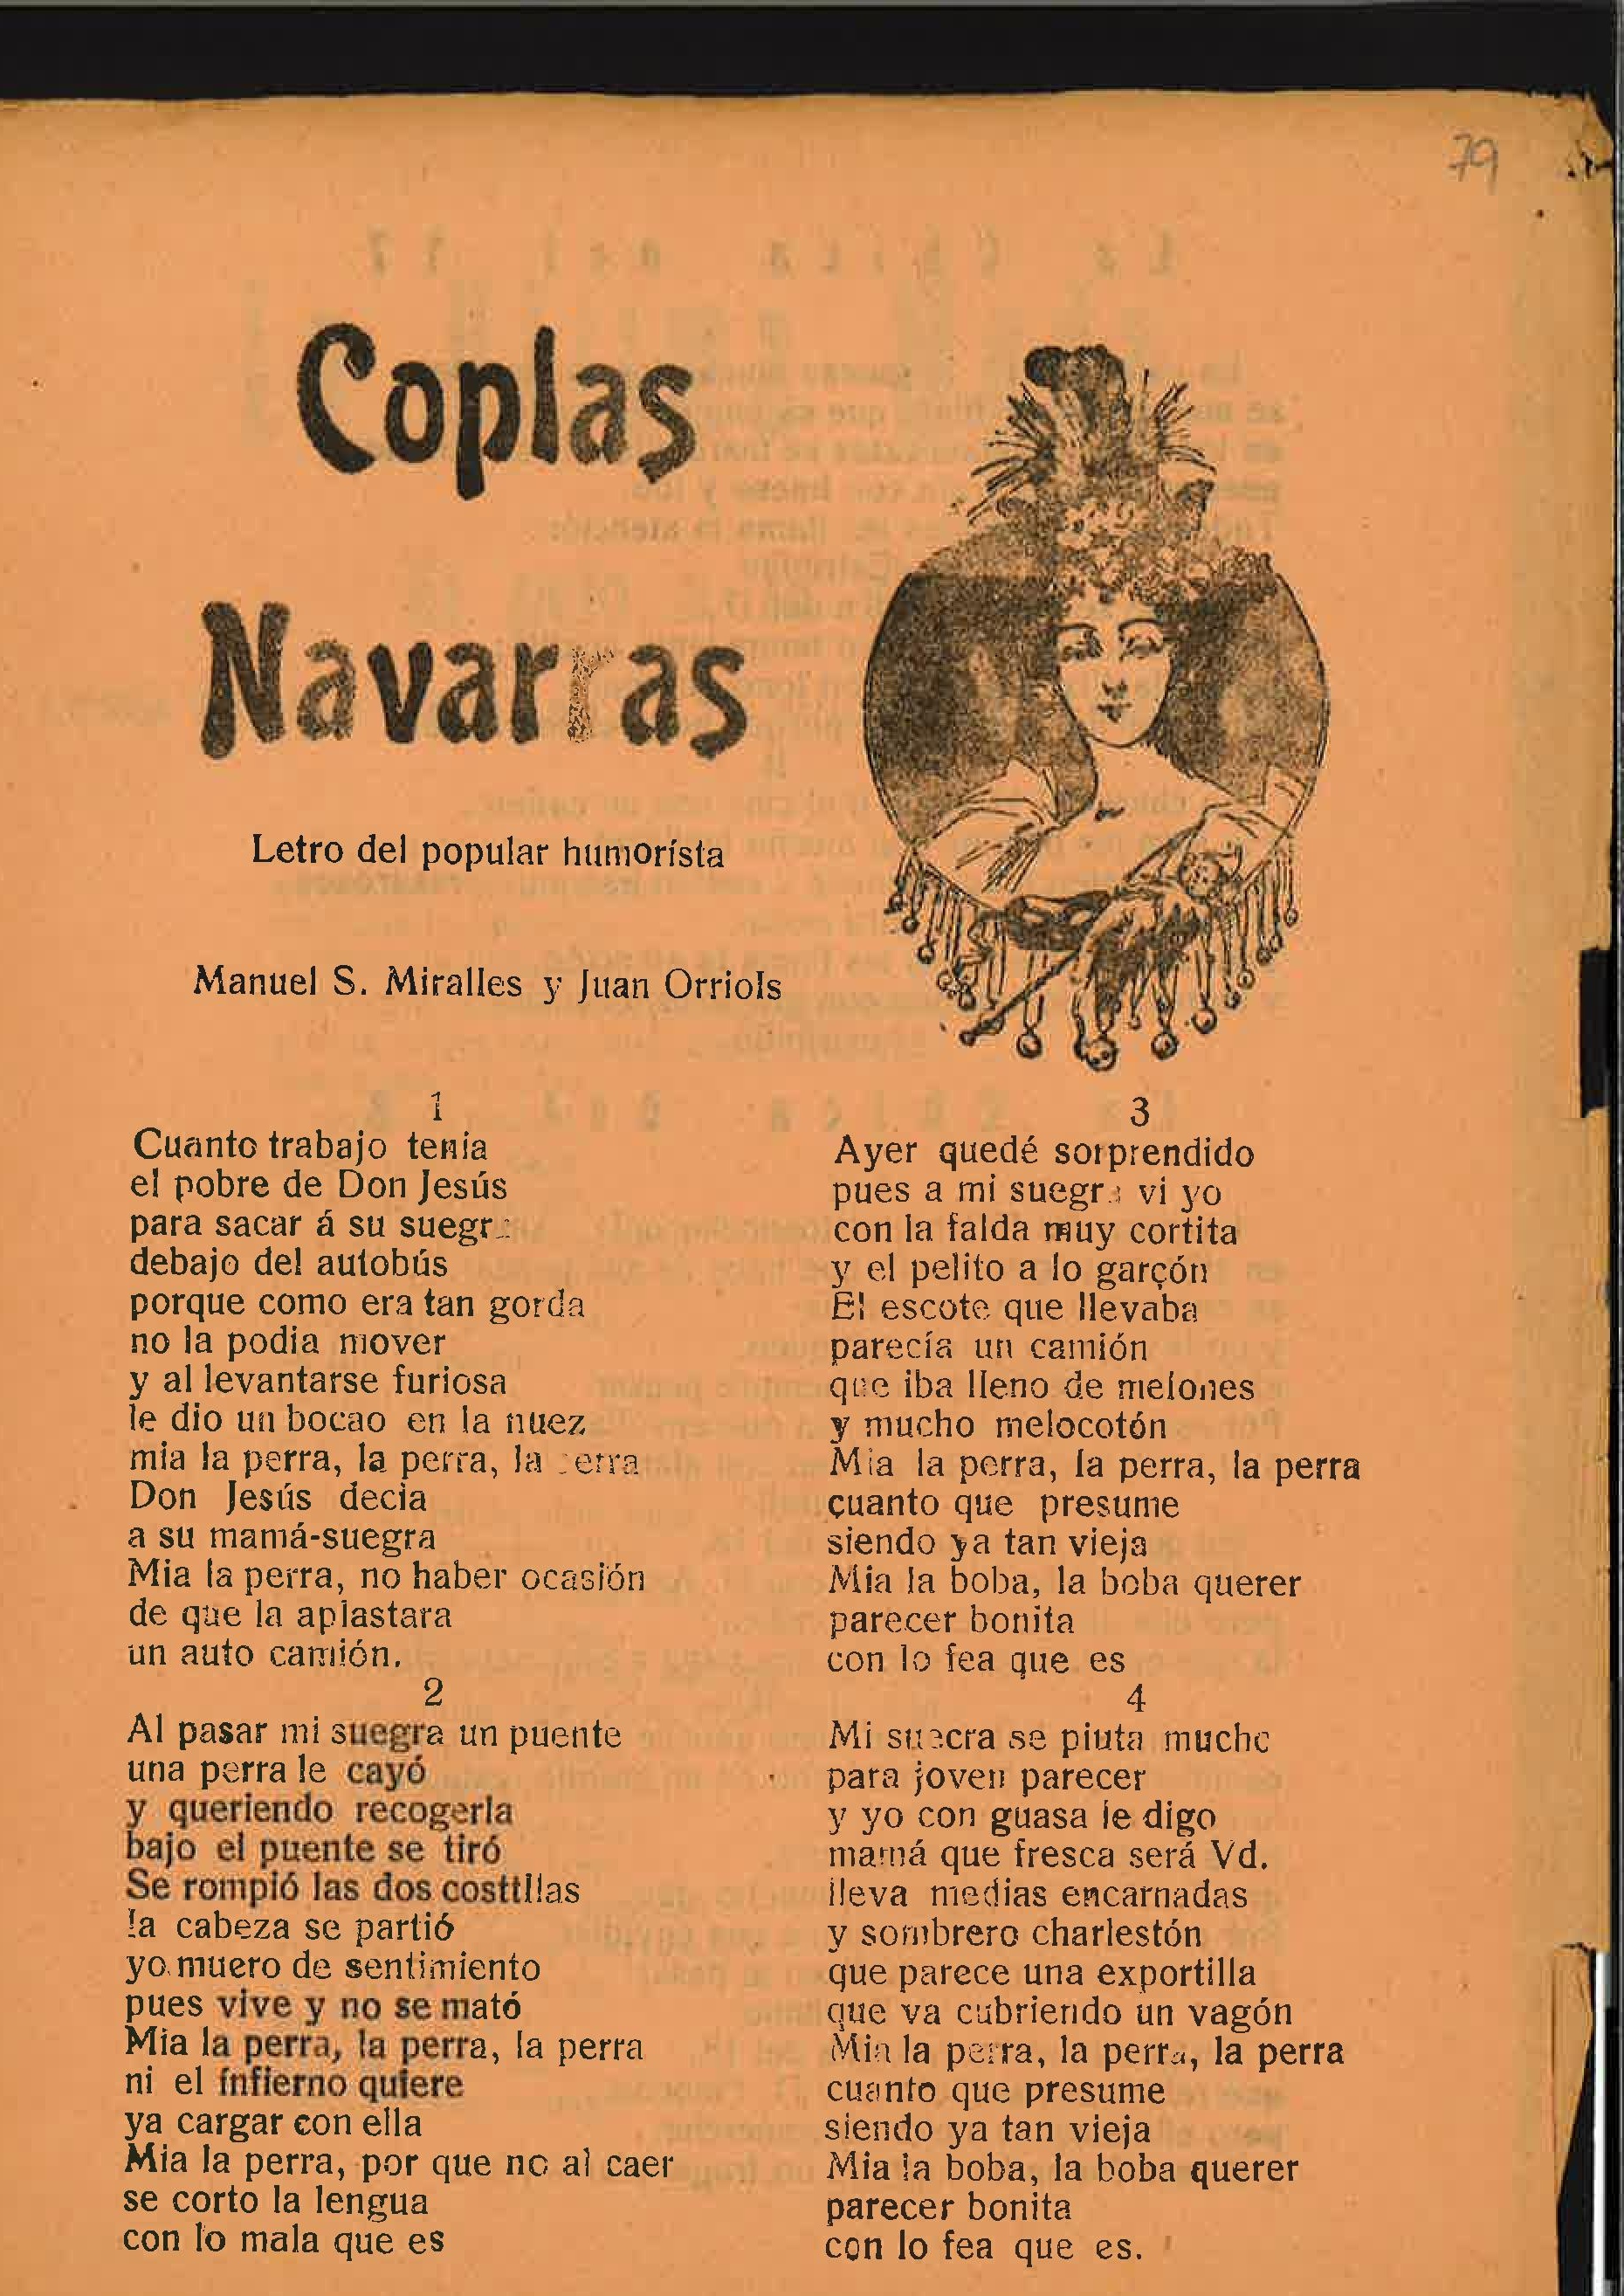 79
Coplas
Navarras
Letro del popular humorísta
Manuel S. Miralles y Juan Orriols
1
Cuanto trabajo tenia
el pobre de Don Jesús
para sacar á su suegra
debajo del autobús
porque como era tan gorda
no la podia mover
y al levantarse furiosa
le dio un bocao en la nuez
mia la perra, la perra, la perra
Don Jesús decia
a su mamá-suegra
Mia la perra, no haber ocasión
de que la aplastara
un auto camión.
2
Al pasar mi suegra un puente
una perra le cayó
y queriendo recogerla
bajo el puente se tiró
Se rompió las dos costtllas
la cabeza se partió
yo muero de sentimiento
pues vive y no se mató
Mia la perra, la perra, la perra
ni el infierno quiere
ya cargar con ella
Mia la perra, por que no al caer
se corto la lengua
con lo mala que es
3
Ayer quedé sorprendido
pues a mi suegra vi yo
con la falda muy cortita
y el pelito a lo garçón
El escote que llevaba
parecía un camión
que iba lleno de melones
y mucho melocotón
Mia la perra, la perra, la perra
cuanto que presume
siendo ya tan vieja
Mia la boba, la boba querer
parecer bonita
con lo fea que es
4
Mi suecra se piuta mucho
para joven parecer
y yo con guasa le digo
mamá que fresca será Vd.
lleva medias encarnadas
y sombrero charlestón
que parece una exportilla
que va cubriendo un vagón
Mia la perra, la perra, la perra
cuanto que presume
siendo ya tan vieja
Mia la boba, la boba querer
parecer bonita
con lo fea que es.